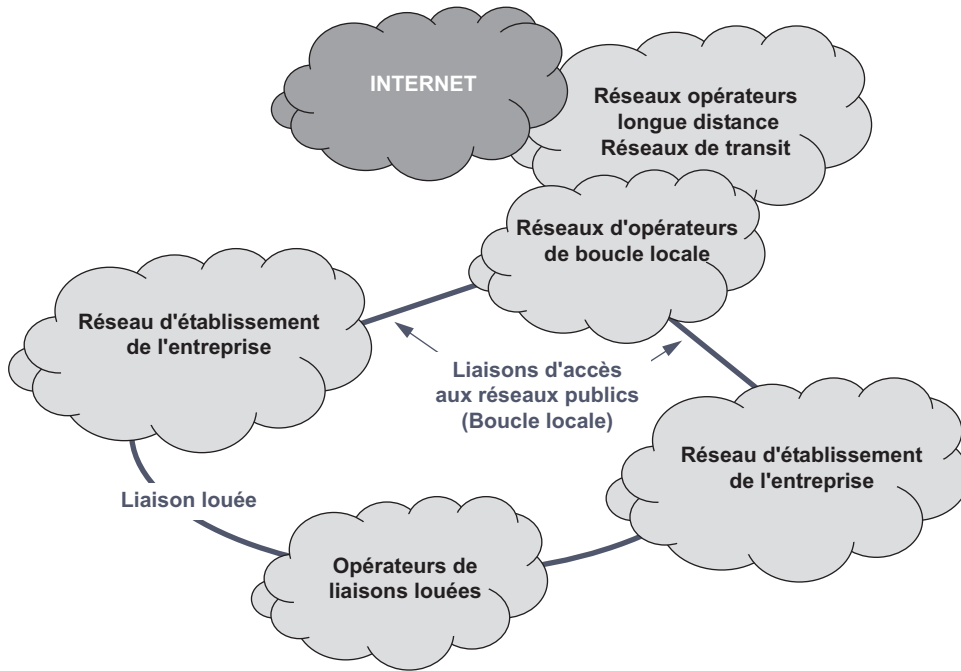 INTERNET
Réseaux opérateurs
longue distance
Réseaux de transit
Réseaux d'opérateurs
de boucle locale
Réseau d'établissement
de l'entreprise
Liaisons d'accès
aux réseaux publics
(Boucle locale)
Réseau d'établissement
de l'entreprise
Liaison louée
Opérateurs de
liaisons louées